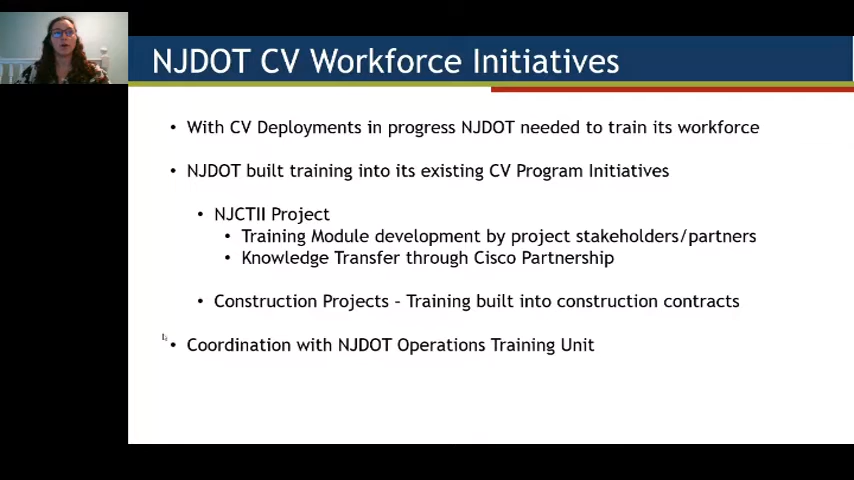 NJDOT CV Workforce Initiatives
• With CV Deployments in progress NJDOT needed to train its workforce
• NJDOT built training into its existing CV Program Initiatives
• NJCTII Project
• Training Module development by project stakeholders/partners
• Knowledge Transfer through Cisco Partnership
• Construction Projects – Training built into construction contracts
• Coordination with NJDOT Operations Training Unit